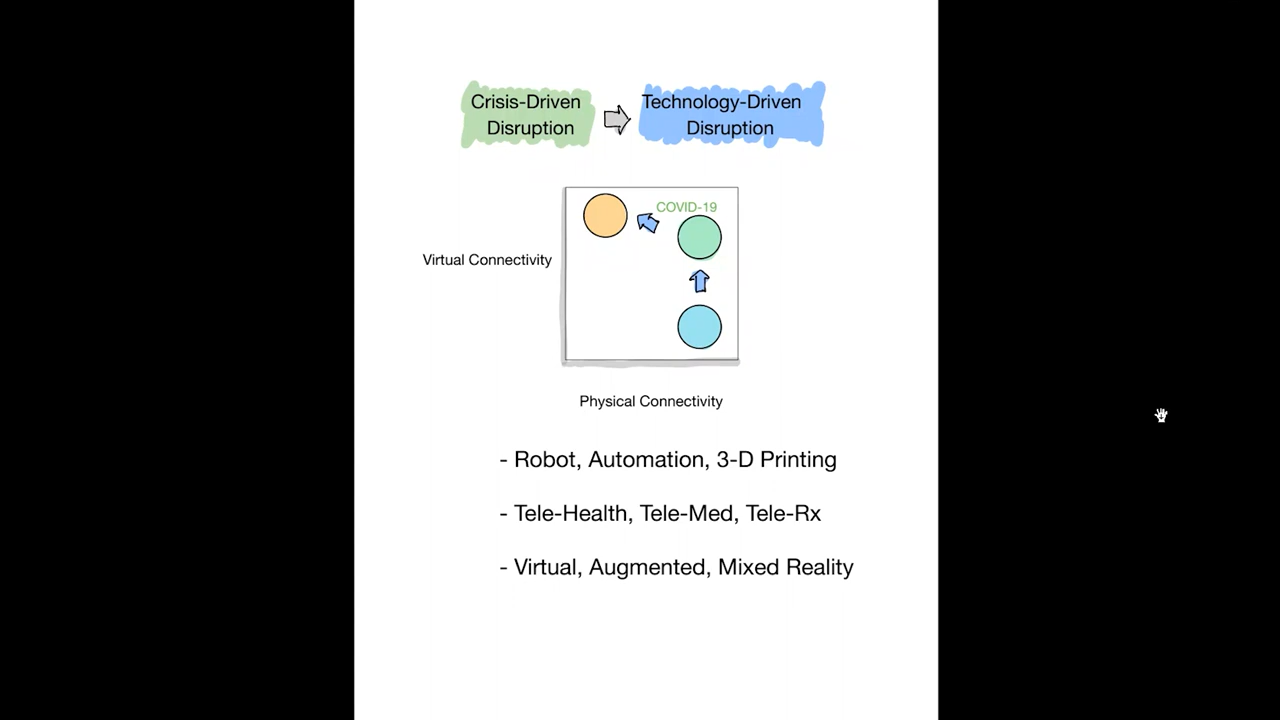 Crisis-Driven
Disruption
Technology-Driven
Disruption
COVID-19
Virtual Connectivity
Physical Connectivity
- Robot, Automation, 3-D Printing
- Tele-Health, Tele-Med, Tele-Rx
- Virtual, Augmented, Mixed Reality